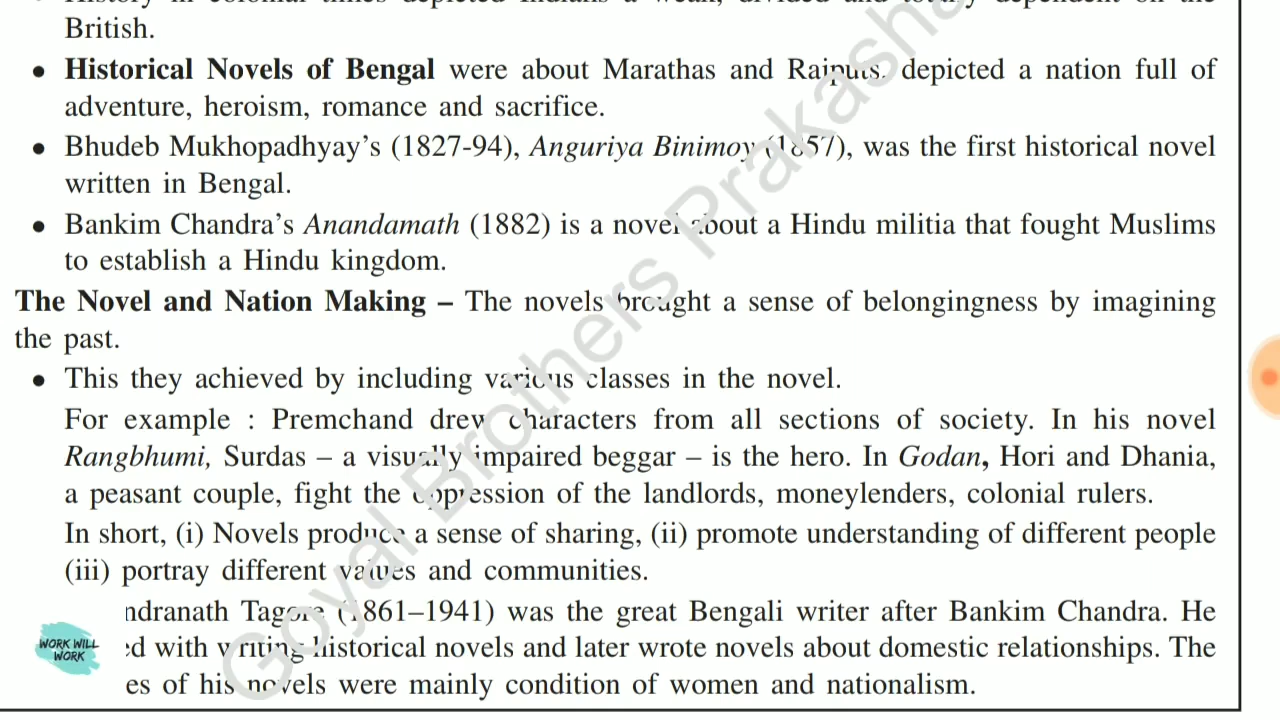 British.
• Historical Novels of Bengal were about Marathas and Rajputs, depicted a nation full of
adventure, heroism, romance and sacrifice.
• Bhudeb Mukhopadhyay's (1827-94), Anguriya Binimoy (1857), was the first historical novel
written in Bengal.
• Bankim Chandra's Anandamath (1882) is a novel about a Hindu militia that fought Muslims
to establish a Hindu kingdom.
The Novel and Nation Making – The novels brought a sense of belongingness by imagining
the past.
• This they achieved by including various classes in the novel.
For example : Premchand drew characters from all sections of society. In his novel
Rangbhumi, Surdas – a visually impaired beggar – is the hero. In Godan, Hori and Dhania,
a peasant couple, fight the oppression of the landlords, moneylenders, colonial rulers.
In short, (i) Novels produce a sense of sharing, (ii) promote understanding of different people
(iii) portray different values and communities.
ndranath Tagore (1861–1941) was the great Bengali writer after Bankim Chandra. He
ed with writing historical novels and later wrote novels about domestic relationships. The
es of his novels were mainly condition of women and nationalism.
WORK WILL
WORK
Goyal Brothers Prakasha